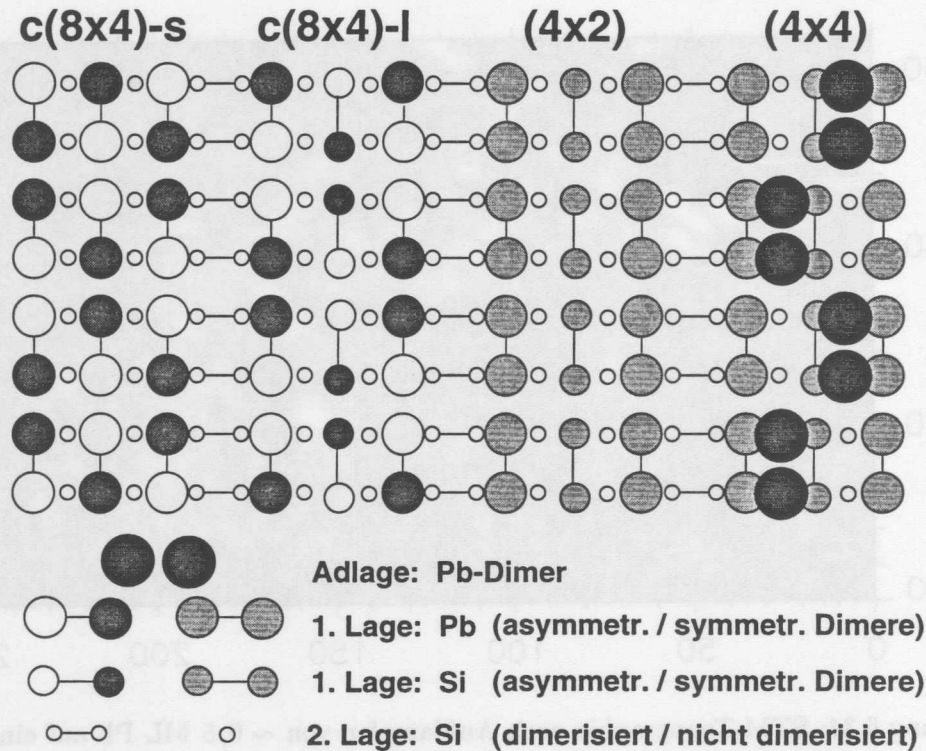 c(8x4)-s c(8x4)-l (4x2) (4x4)
Adlage: Pb-Dimer
1. Lage: Pb (asymmetr. / symmetr. Dimere)
1. Lage: Si (asymmetr. / symmetr. Dimere)
2. Lage: Si (dimerisiert / nicht dimerisiert)